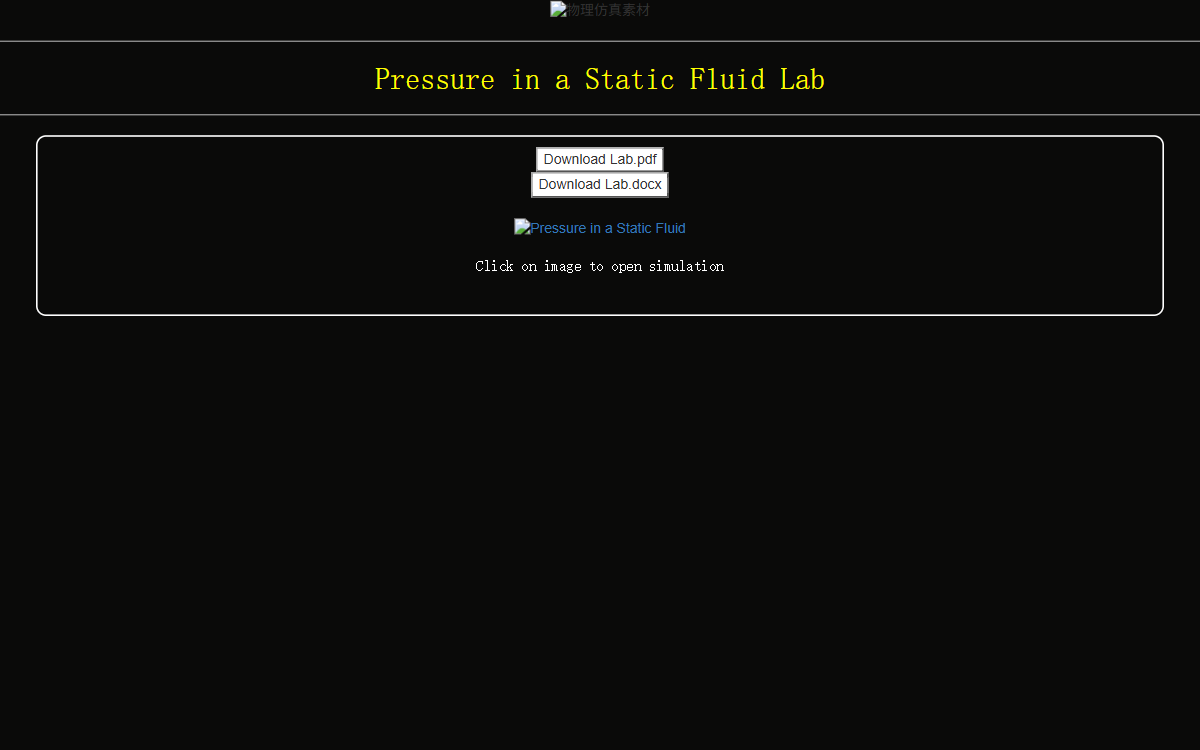 物理仿真素材
Pressure in a Static Fluid Lab
Download Lab.pdf
Download Lab.docx
Pressure in a Static Fluid
Click on image to open simulation